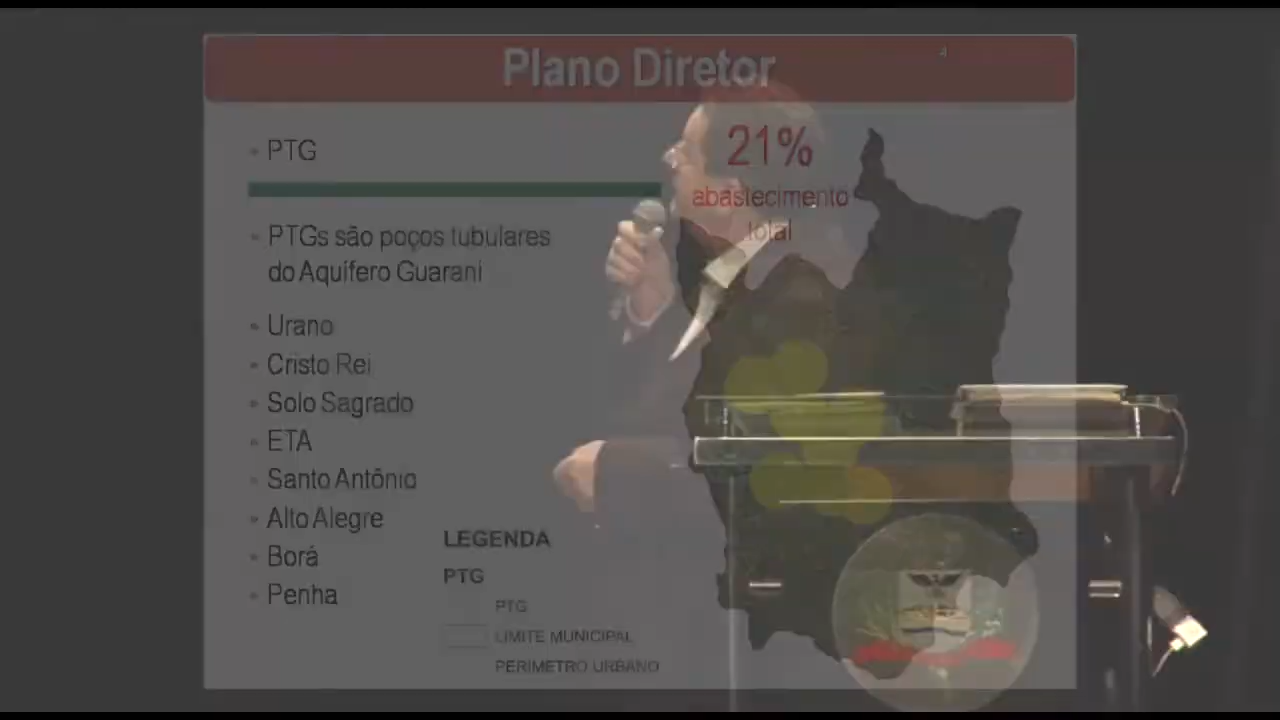 Plano Diretor
4
PTG
21%
abastecimento
total
PTGs são poços tubulares
do Aquífero Guarani
Urano
Cristo Rei
Solo Sagrado
ETA
Santo Antônio
Alto Alegre
Borá
Penha
LEGENDA
PTG
PTG
LIMITE MUNICIPAL
PERIMETRO URBANO